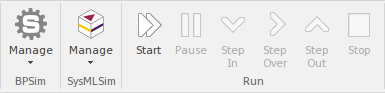 Manage
Manage
Start
Pause
Step
In
Step
Over
Step
Out
Stop
BPSim
SysMLSim
Run